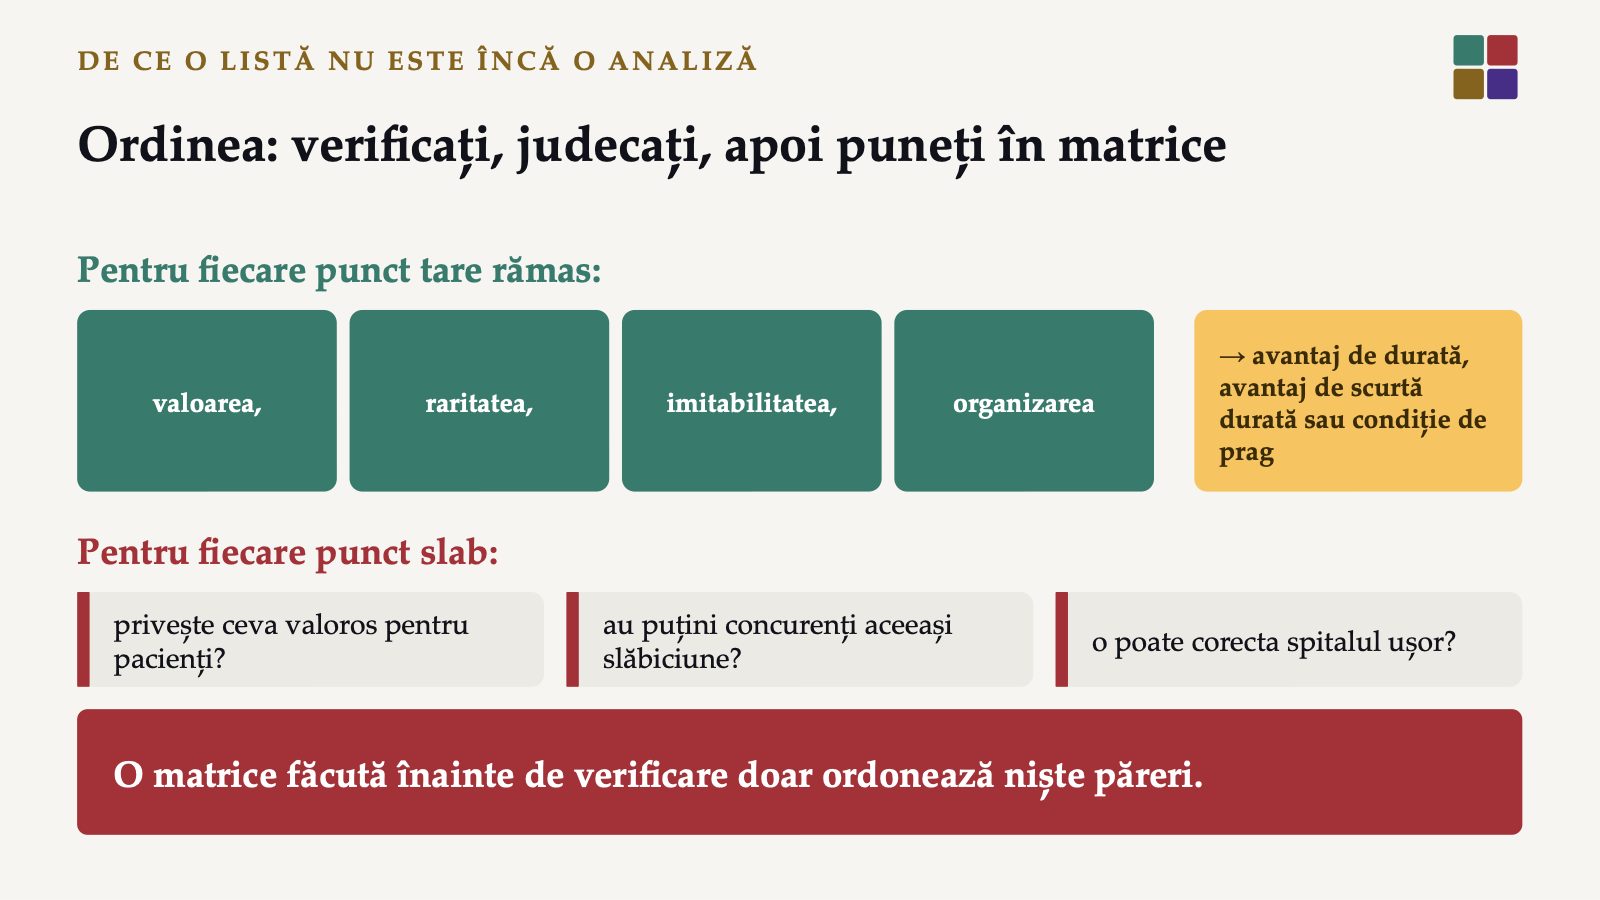 DE CE O LISTĂ NU ESTE ÎNCĂ O ANALIZĂ
Ordinea: verificați, judecați, apoi puneți în matrice
Pentru fiecare punct tare rămas:
valoarea,
raritatea,
imitabilitatea,
organizarea
→ avantaj de durată,
avantaj de scurtă
durată sau condiție de
prag
Pentru fiecare punct slab:
privește ceva valoros pentru
pacienți?
au puțini concurenți aceeași
slăbiciune?
o poate corecta spitalul ușor?
O matrice făcută înainte de verificare doar ordonează niște păreri.